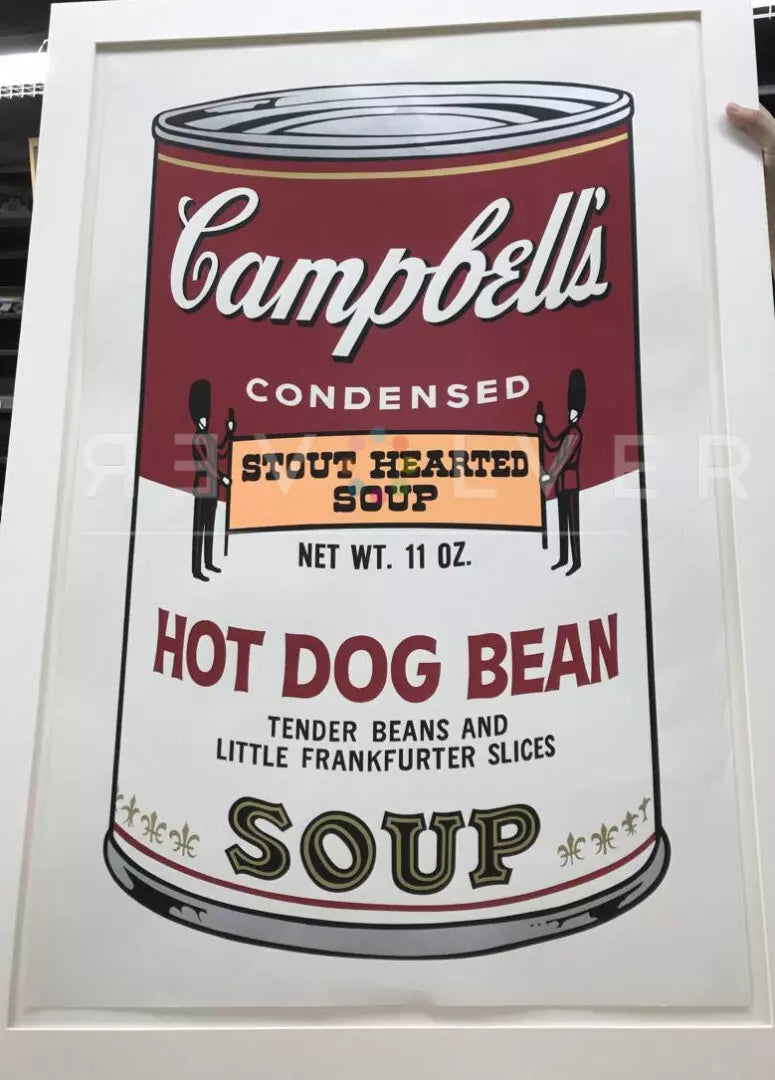 Campbell's
CONDENSED
STOUT HEARTED
SOUP
NET WT. 11 OZ.
HOT DOG BEAN
TENDER BEANS AND
LITTLE FRANKFURTER SLICES
SOUP
REVOLVER